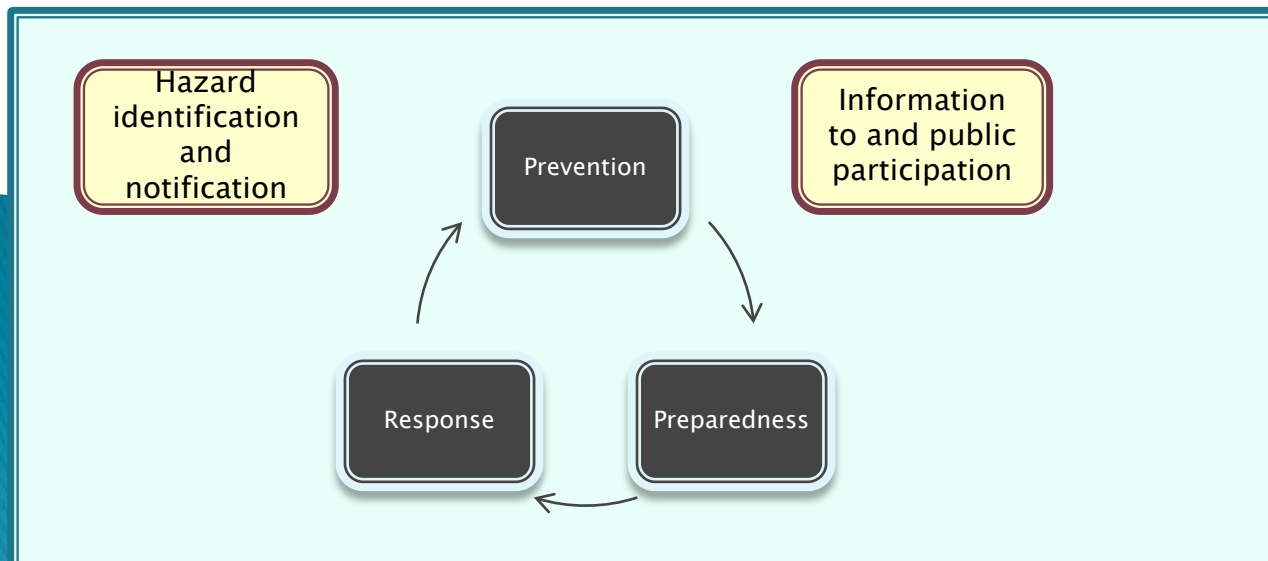 Hazard
identification
and
notification
Information
to and public
participation
Prevention
Response
Preparedness